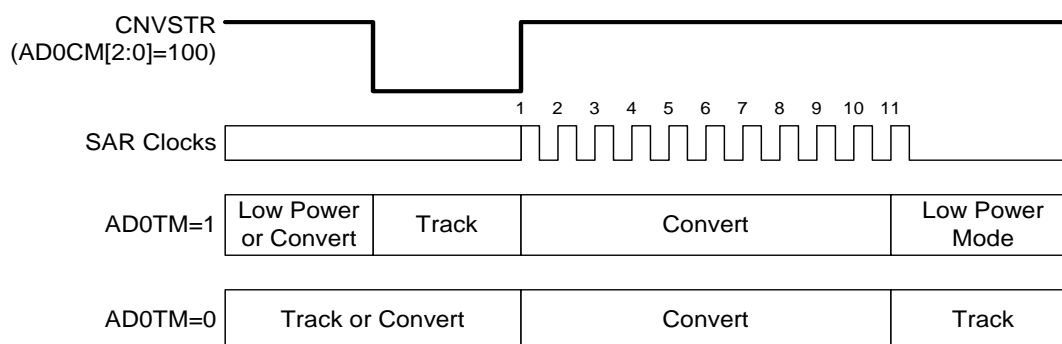 CNVSTR
(AD0CM[2:0]=100)
1 2 3 4 5 6 7 8 9 10 11
SAR Clocks
AD0TM=1
Low Power
or Convert
Track
Convert
Low Power
Mode
AD0TM=0
Track or Convert
Convert
Track